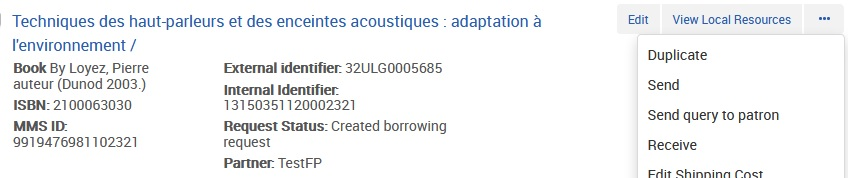 Techniques des haut-parleurs et des enceintes acoustiques : adaptation à
l'environnement /
Edit
View Local Resources
•••
Book By Loyez, Pierre
auteur (Dunod 2003.)
ISBN: 2100063030
MMS ID:
9919476981102321
External identifier: 32ULG0005685
Internal Identifier:
13150351120002321
Request Status: Created borrowing
request
Partner: TestFP
Duplicate
Send
Send query to patron
Receive
Edit Shipping Cost